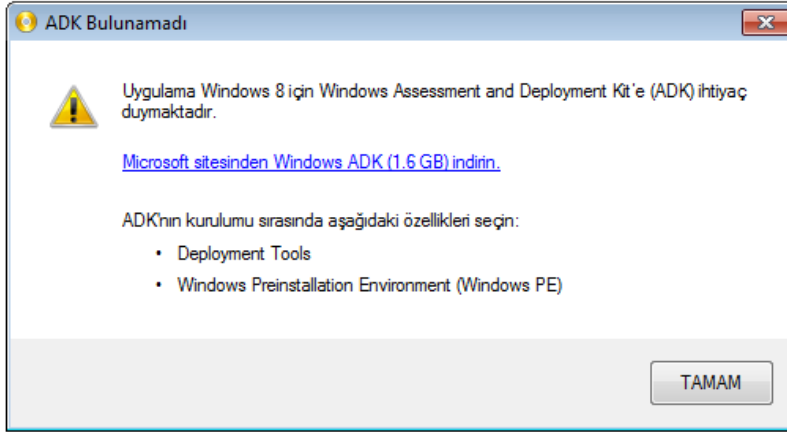 ADK Bulunamadı
Uygulama Windows 8 için Windows Assessment and Deployment Kit'e (ADK) ihtiyaç
duymaktadır.
Microsoft sitesinden Windows ADK (1.6 GB) indirin.
ADK'nın kurulumu sırasında aşağıdaki özellikleri seçin:
• Deployment Tools
• Windows Preinstallation Environment (Windows PE)
TAMAM